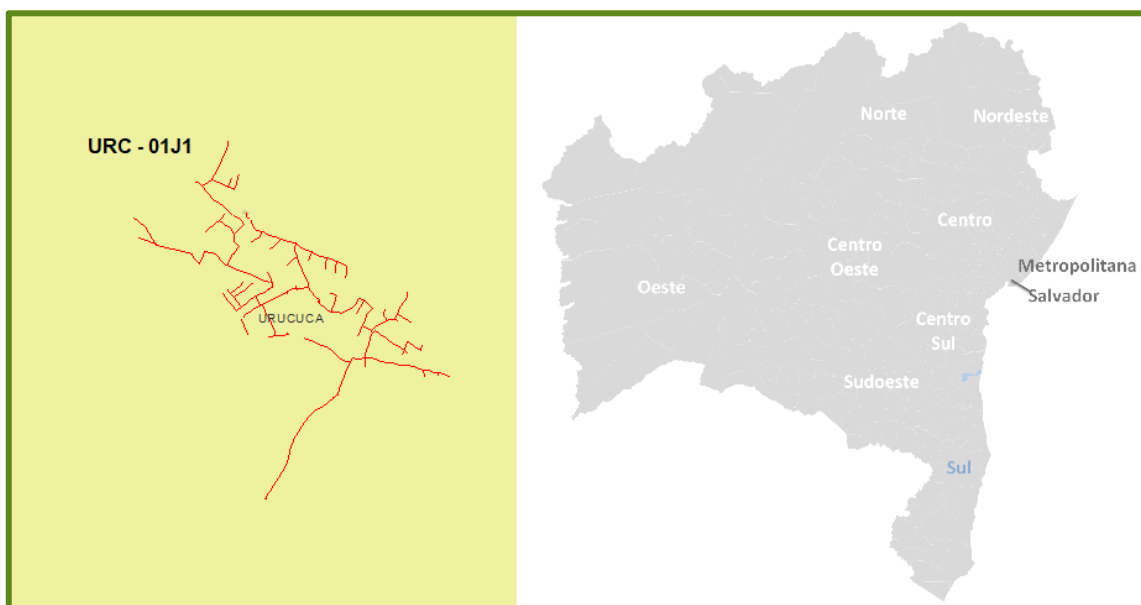 URC - 01J1
URUCUCA
Norte
Nordeste
Centro
Centro
Oeste
Metropolitana
Salvador
Oeste
Centro
Sul
Sudoeste
Sul